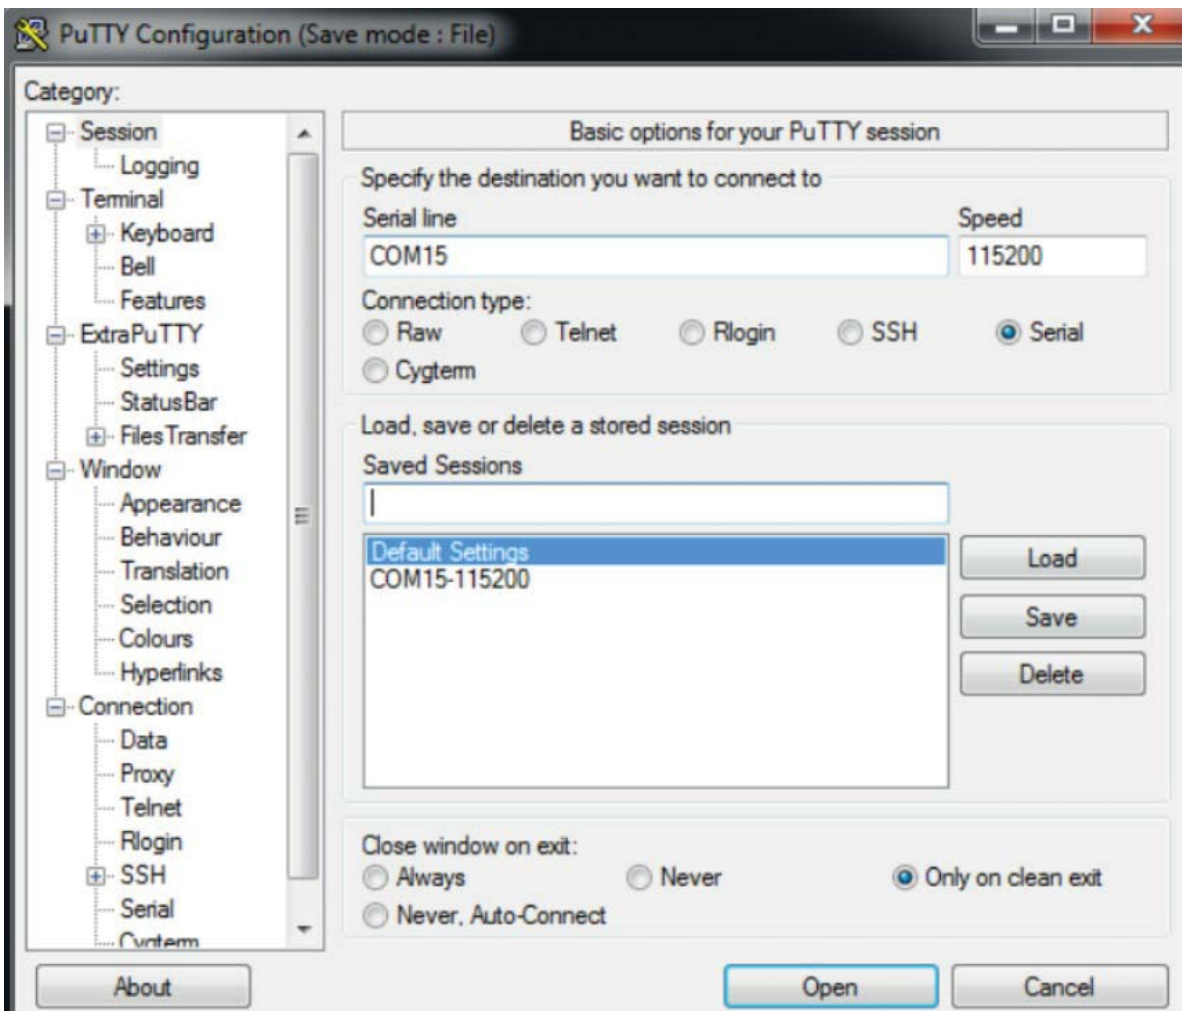 PuTTY Configuration (Save mode : File)
Category:
Session
Logging
Terminal
Keyboard
Bell
Features
ExtraPuTTY
Settings
StatusBar
FilesTransfer
Window
Appearance
Behaviour
Translation
Selection
Colours
Hyperlinks
Connection
Data
Proxy
Telnet
Rlogin
SSH
Serial
Cygterm
Basic options for your PuTTY session
Specify the destination you want to connect to
Serial line Speed
COM15 115200
Connection type:
Raw Telnet Rlogin SSH Serial
Cygterm
Load, save or delete a stored session
Saved Sessions
Default Settings
COM15-115200
Load
Save
Delete
Close window on exit:
Always Never Only on clean exit
Never, Auto-Connect
About Open Cancel